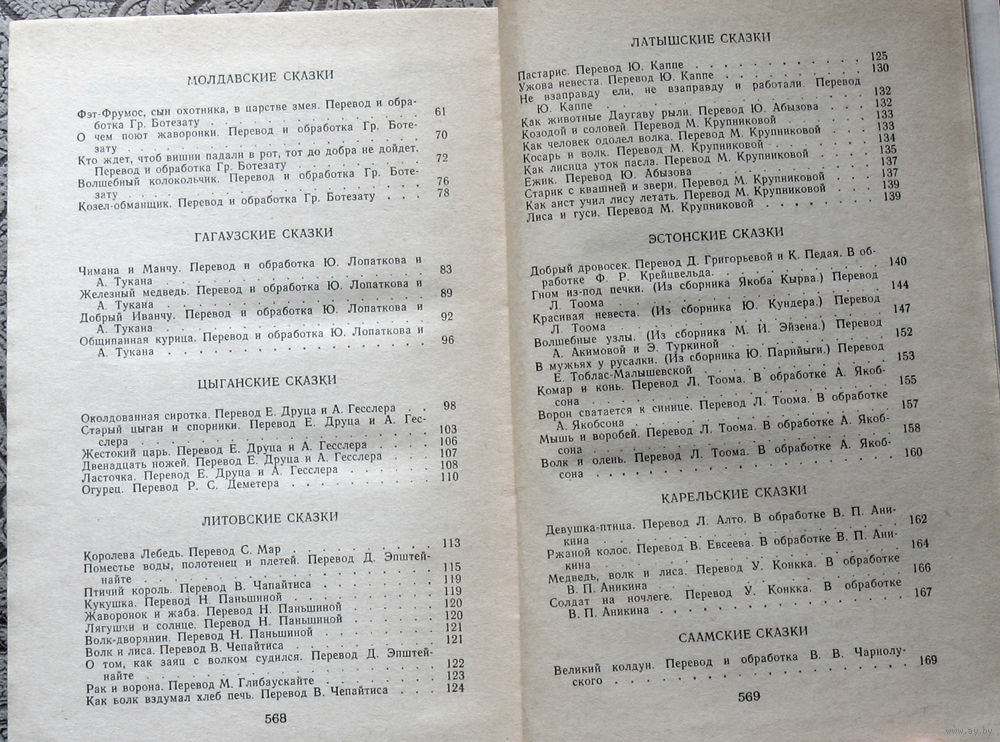 МОЛДАВСКИЕ СКАЗКИ
Фэт-Фрумос, сын охотника, в царстве змея. Перевод и обра-
ботка Гр. Ботезату . . . . . . . . . . . . 61
О чем поют жаворонки. Перевод и обработка Гр. Боте-
зату . . . . . . . . . . . . 70
Кто ждет, чтоб вишни падали в рот, тот до добра не дойдет.
Перевод и обработка Гр. Ботезату . . . . . . 72
Волшебный колокольчик. Перевод и обработка Гр. Боте-
зату . . . . . . . . . . . . 76
Козел-обманщик. Перевод и обработка Гр. Ботезату . . . 78
ГАГАУЗСКИЕ СКАЗКИ
Чимана и Манчу. Перевод и обработка Ю. Лопаткова и
А. Тукана . . . . . . . . . . . . 83
Железный медведь. Перевод и обработка Ю. Лопаткова и
А. Тукана . . . . . . . . . . . . 89
Добрый Иванчу. Перевод и обработка Ю. Лопаткова и
А. Тукана . . . . . . . . . . . . 92
Общипанная курица. Перевод и обработка Ю. Лопаткова и
А. Тукана . . . . . . . . . . . . 96
ЦЫГАНСКИЕ СКАЗКИ
Околдованная сиротка. Перевод Е. Друца и А. Гесслера . . 98
Старый цыган и спорники. Перевод Е. Друца и А. Гес-
слера . . . . . . . . . . . . 103
Жестокий царь. Перевод Е. Друца и А. Гесслера . . . 106
Двенадцать ножей. Перевод Е. Друца и А. Гесслера . . . 107
Ласточка. Перевод Е. Друца и А. Гесслера . . . . . 108
Огурец. Перевод Р. С. Деметера . . . . . . . . 110
ЛИТОВСКИЕ СКАЗКИ
Королева Лебедь. Перевод С. Мар . . . . . . . . 113
Поместье воды, полотенец и плетей. Перевод Д. Эпштей-
найте . . . . . . . . . . . . 115
Птичий король. Перевод В. Чапайтиса . . . . . . 119
Кукушка. Перевод Н Паньшиной . . . . . . . 119
Жаворонок и жаба. Перевод Н. Паньшиной . . . . . 120
Лягушки и солнце. Перевод Н. Паньшиной . . . . . 120
Волк-дворянин. Перевод Н. Паньшиной . . . . . . 121
Волк и лиса. Перевод В. Чепайтиса . . . . . . . 121
О том, как заяц с волком судился. Перевод Д. Эпштей-
найте . . . . . . . . . . . . 122
Рак и ворона. Перевод М. Глибаускайте . . . . . . 123
Как волк вздумал хлеб печь. Перевод В. Чепайтиса . . . 124
568
ЛАТЫШСКИЕ СКАЗКИ
Пастарис. Перевод Ю. Каппе . . . . . . . . . 125
Ужова невеста. Перевод Ю. Каппе . . . . . . . . 130
Не взаправду ели, не взаправду и работали. Перевод
Ю. Каппе . . . . . . . . . . . . 132
Как животные Даугаву рыли. Перевод Ю. Абызова . . . 132
Козодой и соловей Перевод М. Крупниковой . . . . . 133
Как человек одолел волка. Перевод М. Крупниковой . . . 133
Косарь и волк. Перевод М. Крупниковой . . . . . . 134
Как лисица уток пасла. Перевод М. Крупниковой . . . . 135
Ежик. Перевод Ю. Абызова . . . . . . . . . 137
Старик с квашней и звери. Перевод М. Крупниковой . . . 137
Как аист учил лису летать. Перевод М. Крупниковой . . . 139
Лиса и гуси. Перевод М. Крупниковой . . . . . . . 139
ЭСТОНСКИЕ СКАЗКИ
Добрый дровосек. Перевод Д. Григорьевой и К. Педая. В об-
работке Ф. Р. Крейцвельда. . . . . . . . . 140
Гном из-под печки. (Из сборника Якоба Кырва.) Перевод
Л. Тоома . . . . . . . . . . . . 144
Красивая невеста. (Из сборника Ю. Кундера.) Перевод
Л. Тоома . . . . . . . . . . . . 147
Волшебные узлы. (Из сборника М. И. Эйзена.) Перевод
А. Акимовой и Э. Туркиной . . . . . . . . 152
В мужьях у русалки. (Из сборника Ю. Парийыги.) Перевод
Е. Тоблас-Малышевской . . . . . . . . . 153
Комар и конь. Перевод Л. Тоома. В обработке А. Якоб-
сона . . . . . . . . . . . . 155
Ворон сватается к синице. Перевод Л. Тоома. В обработке
А. Якобсона . . . . . . . . . . . 157
Мышь и воробей. Перевод Л. Тоома. В обработке А. Якоб-
сона . . . . . . . . . . . . 158
Волк и олень. Перевод Л. Тоома. В обработке А. Якоб-
сона . . . . . . . . . . . . 160
КАРЕЛЬСКИЕ СКАЗКИ
Девушка-птица. Перевод Л. Алто. В обработке В. П. Ани-
кина . . . . . . . . . . . . 162
Ржаной колос. Перевод В. Евсеева. В обработке В. П. Ани-
кина . . . . . . . . . . . . 164
Медведь, волк и лиса. Перевод У. Конкка. В обработке
В. П. Аникина . . . . . . . . . . . 166
Солдат на ночлеге. Перевод У. Конкка. В обработке
В. П. Аникина . . . . . . . . . . . 167
СААМСКИЕ СКАЗКИ
Великий колдун. Перевод и обработка В. В. Чарнолу-
ского . . . . . . . . . . . . 169
569
www.ay.by